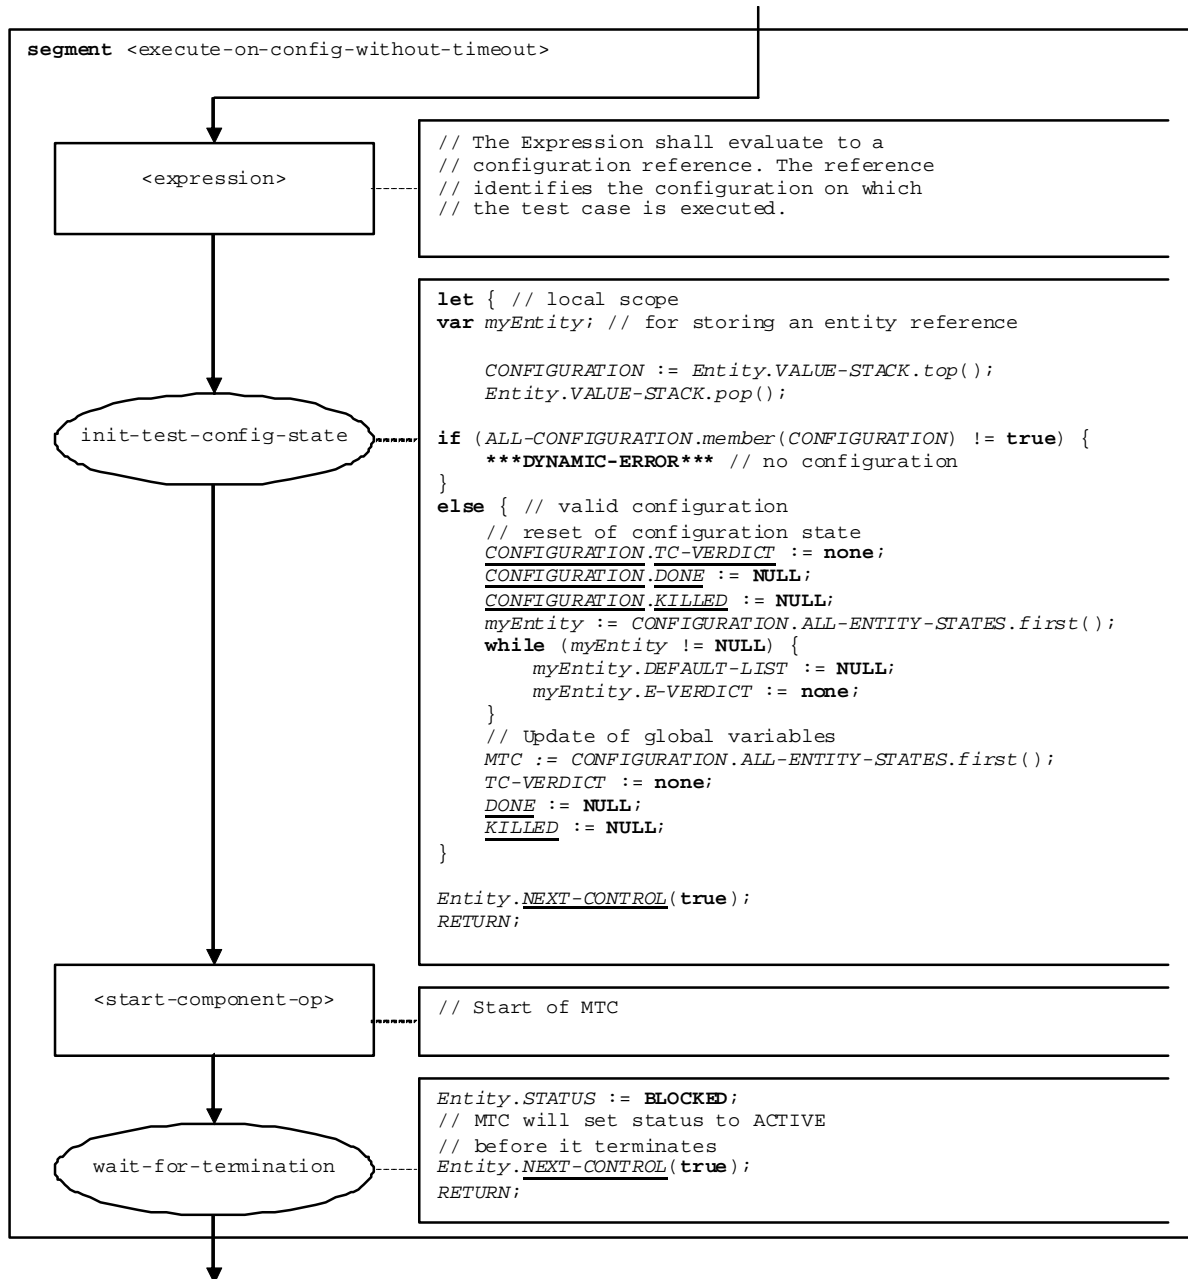 segment <execute-on-config-without-timeout>
<expression>
// The Expression shall evaluate to a
// configuration reference. The reference
// identifies the configuration on which
// the test case is executed.
init-test-config-state
let { // local scope
var myEntity; // for storing an entity reference
CONFIGURATION := Entity.VALUE-STACK.top();
Entity.VALUE-STACK.pop();
if (ALL-CONFIGURATION.member(CONFIGURATION) != true) {
***DYNAMIC-ERROR*** // no configuration
}
else { // valid configuration
// reset of configuration state
CONFIGURATION.TC-VERDICT := none;
CONFIGURATION.DONE := NULL;
CONFIGURATION.KILLED := NULL;
myEntity := CONFIGURATION.ALL-ENTITY-STATES.first();
while (myEntity != NULL) {
myEntity.DEFAULT-LIST := NULL;
myEntity.E-VERDICT := none;
}
// Update of global variables
MTC := CONFIGURATION.ALL-ENTITY-STATES.first();
TC-VERDICT := none;
DONE := NULL;
KILLED := NULL;
}
Entity.NEXT-CONTROL(true);
RETURN;
<start-component-op>
// Start of MTC
wait-for-termination
Entity.STATUS := BLOCKED;
// MTC will set status to ACTIVE
// before it terminates
Entity.NEXT-CONTROL(true);
RETURN;